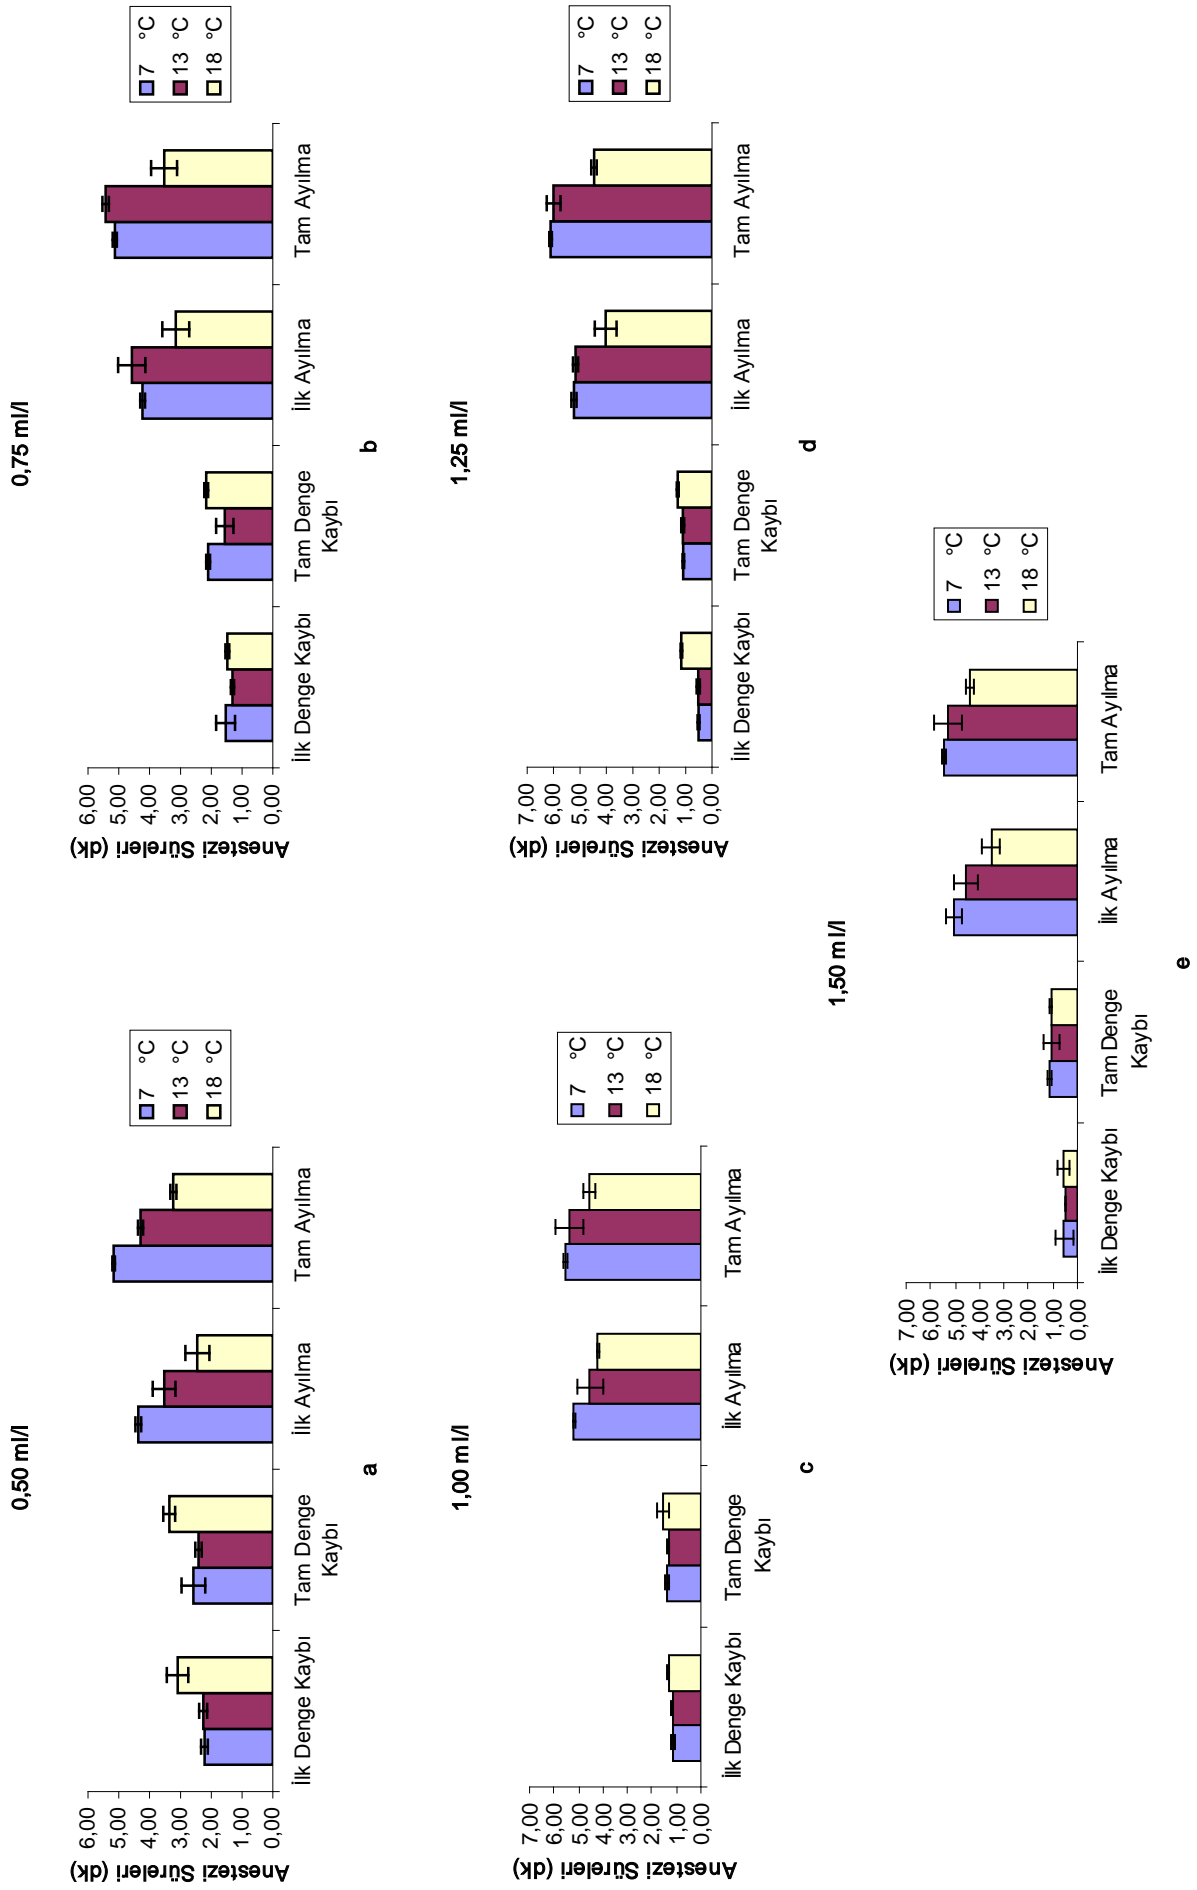 0,50 ml/l
Anestezi Süreleri (dk)
6,00
5,00
4,00
3,00
2,00
1,00
0,00
İlk Denge Kaybı
Tam Denge
Kaybı
İlk Ayılma
Tam Ayılma
7 °C
13 °C
18 °C
a
0,75 ml/l
Anestezi Süreleri (dk)
6,00
5,00
4,00
3,00
2,00
1,00
0,00
İlk Denge Kaybı
Tam Denge
Kaybı
İlk Ayılma
Tam Ayılma
7 °C
13 °C
18 °C
b
1,00 ml/l
Anestezi Süreleri (dk)
7,00
6,00
5,00
4,00
3,00
2,00
1,00
0,00
İlk Denge Kaybı
Tam Denge
Kaybı
İlk Ayılma
Tam Ayılma
7 °C
13 °C
18 °C
c
1,25 ml/l
Anestezi Süreleri (dk)
7,00
6,00
5,00
4,00
3,00
2,00
1,00
0,00
İlk Denge Kaybı
Tam Denge
Kaybı
İlk Ayılma
Tam Ayılma
7 °C
13 °C
18 °C
d
1,50 ml/l
Anestezi Süreleri (dk)
7,00
6,00
5,00
4,00
3,00
2,00
1,00
0,00
İlk Denge Kaybı
Tam Denge
Kaybı
İlk Ayılma
Tam Ayılma
7 °C
13 °C
18 °C
e